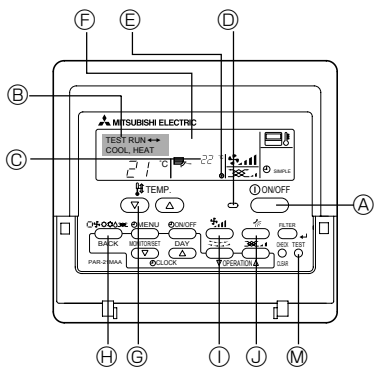 Ⓕ Ⓔ Ⓓ
Ⓑ
MITSUBISHI ELECTRIC
TEST RUN ↔
COOL, HEAT
Ⓒ
21 °C 22 °C
SIMPLE
TEMP. ON/OFF
▽ △
Ⓐ
MENU ON/OFF FILTER
BACK MONITOR/SET DAY CHECK TEST
▽ △
PAR-21MAA CLOCK ▽ OPERATION △ CLEAR
Ⓗ Ⓖ Ⓘ Ⓙ Ⓜ